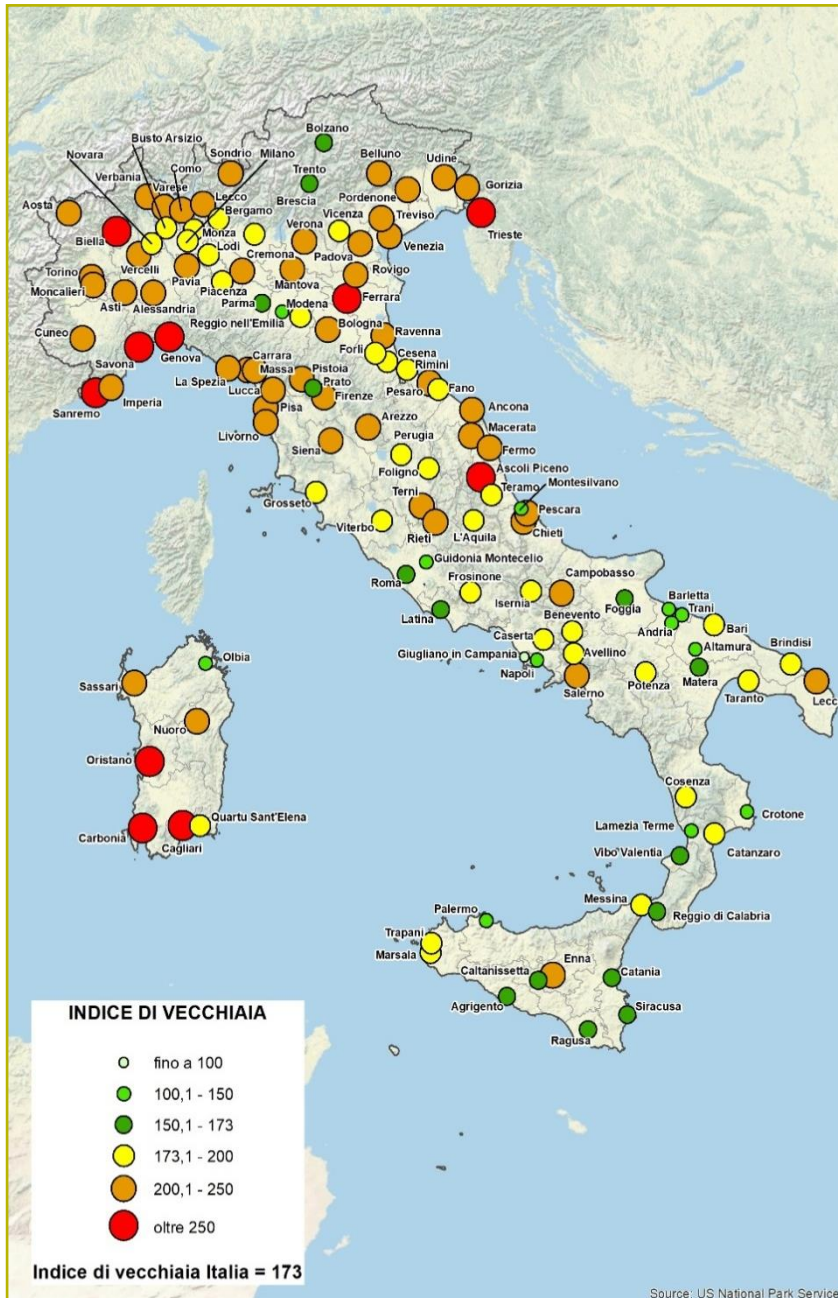 Bolzano
Busto Arsizio
Sondrio
Novara
Como
Milano
Belluno
Udine
Verbania
Trento
Varese
Lecco
Pordenone
Gorizia
Aosta
Bergamo
Brescia
Vicenza
Treviso
Verona
Biella
Monza
Trieste
Lodi
Padova
Venezia
Torino
Vercelli
Cremona
Rovigo
Moncalieri
Pavia
Mantova
Piacenza
Asti
Alessandria
Parma
Modena
Ferrara
Cuneo
Reggio nell'Emilia
Bologna
Ravenna
Savona
Genova
Forlì
Cesena
Carrara
Rimini
La Spezia
Massa
Pistoia
Prato
Sanremo
Imperia
Lucca
Firenze
Pesaro
Fano
Pisa
Ancona
Livorno
Arezzo
Macerata
Siena
Perugia
Fermo
Foligno
Ascoli Piceno
Teramo
Montesilvano
Grosseto
Terni
Pescara
Viterbo
Rieti
L'Aquila
Chieti
Guidonia Montecelio
Roma
Frosinone
Campobasso
Barletta
Latina
Isernia
Foggia
Trani
Benevento
Caserta
Andria
Bari
Brindisi
Giugliano in Campania
Avellino
Altamura
Olbia
Napoli
Matera
Sassari
Salerno
Potenza
Taranto
Lecc
Nuoro
Oristano
Cosenza
Crotone
Quartu Sant'Elena
Lamezia Terme
Carbonia
Cagliari
Catanzaro
Vibo Valentia
Messina
Palermo
Reggio di Calabria
Trapani
Marsala
Enna
Caltanissetta
Catania
Agrigento
Siracusa
Ragusa
INDICE DI VECCHIAIA
fino a 100
100,1 - 150
150,1 - 173
173,1 - 200
200,1 - 250
oltre 250
Indice di vecchiaia Italia = 173
Source: US National Park Service